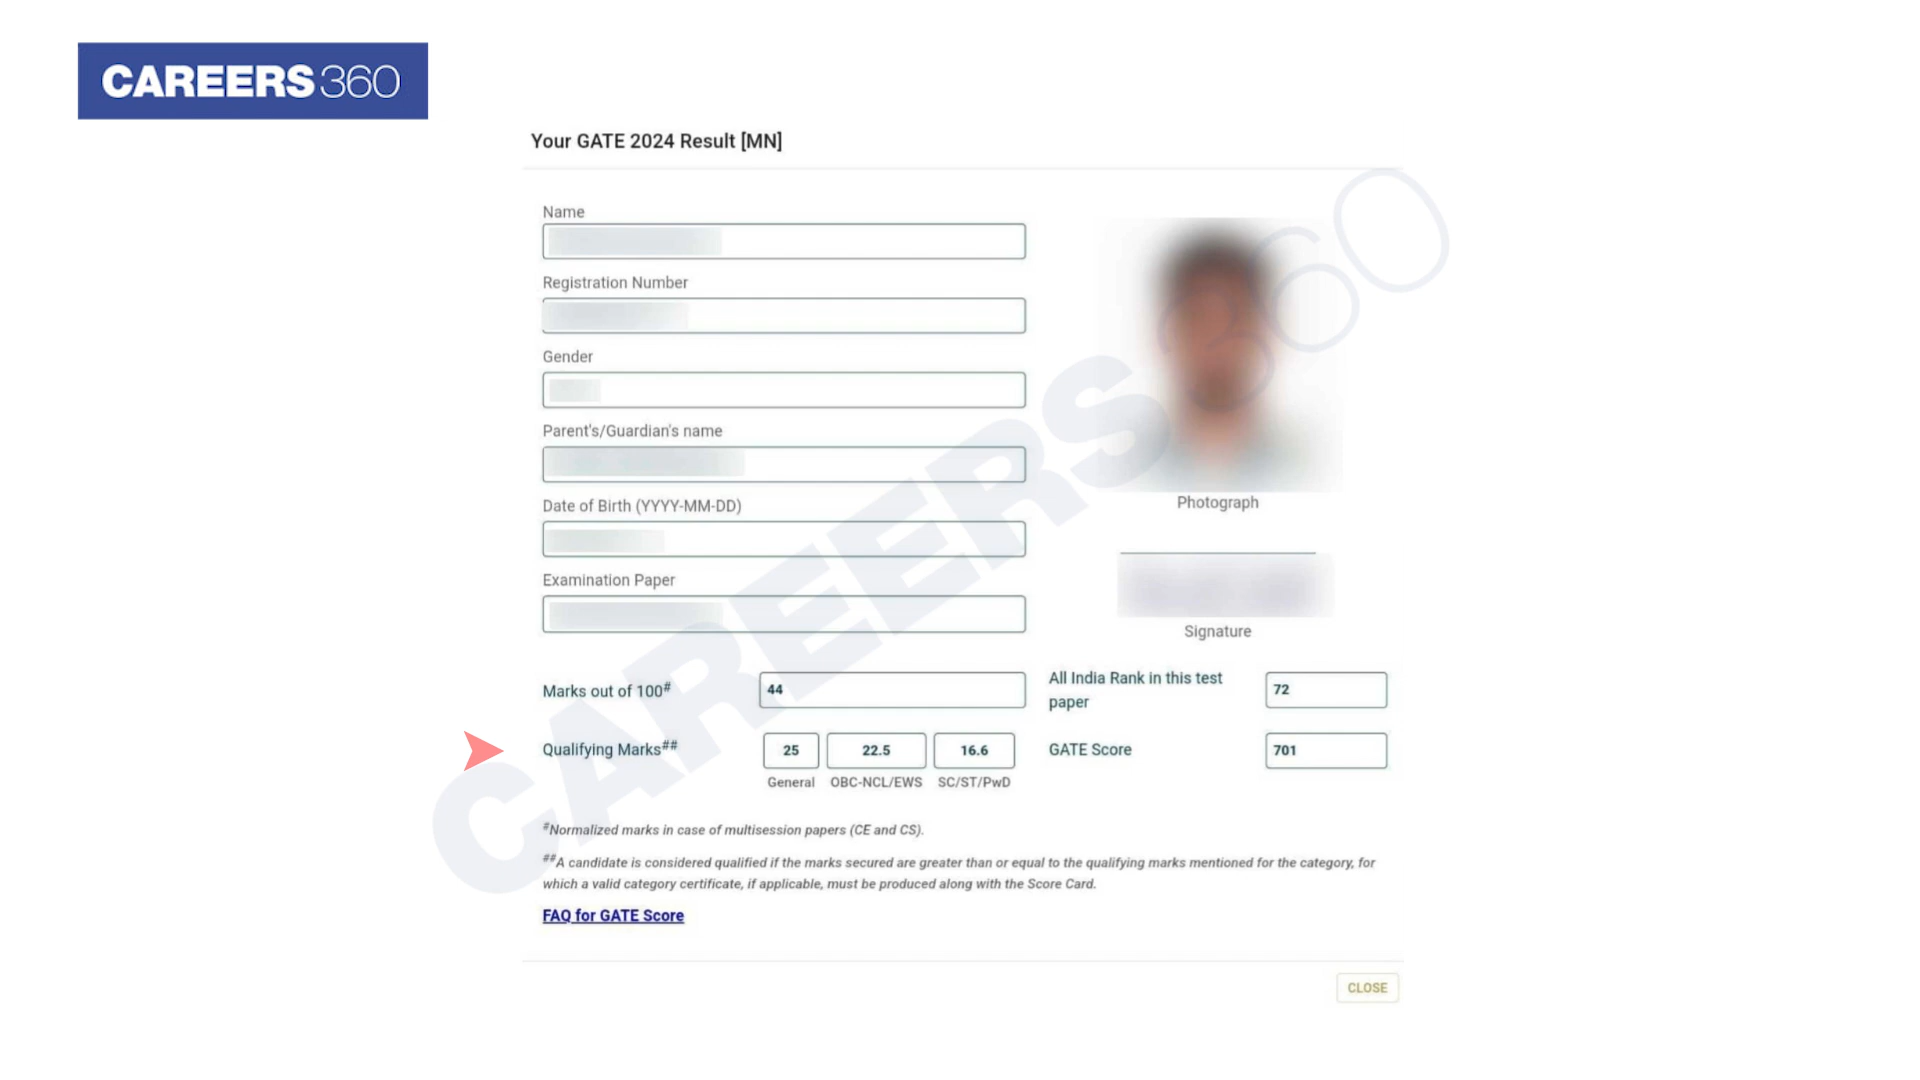 CAREERS360
Your GATE 2024 Result [MN]
Name
Registration Number
Gender
Parent's/Guardian's name
Date of Birth (YYYY-MM-DD)
Examination Paper
Photograph
Signature
Marks out of 100# 44
All India Rank in this test
paper 72
Qualifying Marks## 25 22.5 16.6
General OBC-NCL/EWS SC/ST/PwD
GATE Score 701
#Normalized marks in case of multisession papers (CE and CS).
##A candidate is considered qualified if the marks secured are greater than or equal to the qualifying marks mentioned for the category, for
which a valid category certificate, if applicable, must be produced along with the Score Card.
FAQ for GATE Score
CLOSE
CAREERS360